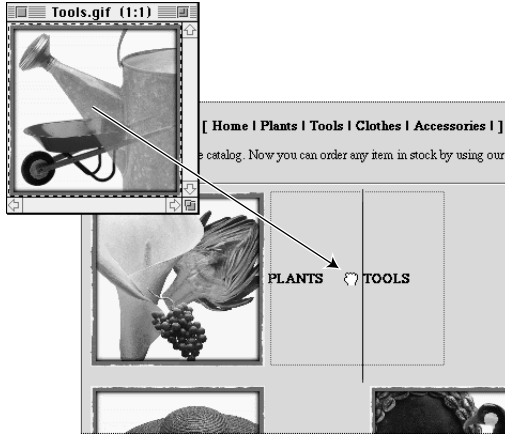 Tools.gif (1:1)
[ Home | Plants | Tools | Clothes | Accessories | ]
catalog. Now you can order any item in stock by using our
PLANTS
TOOLS